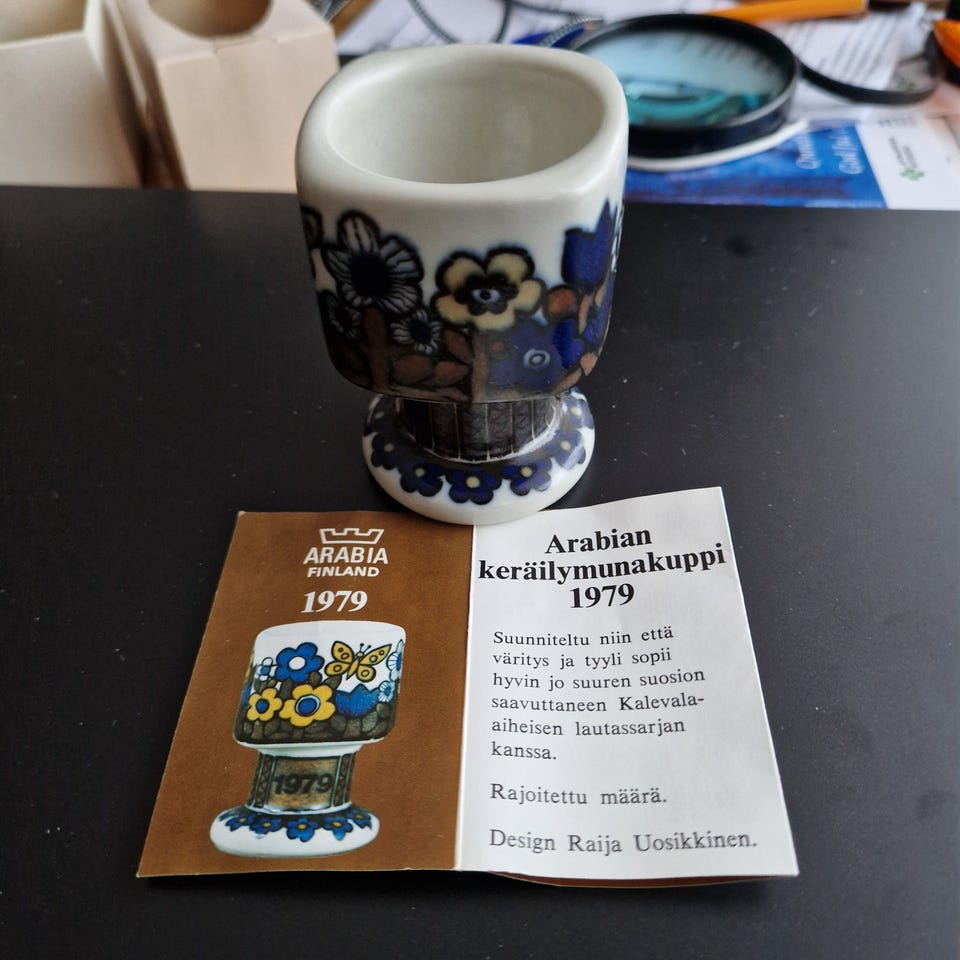 ARABIA
FINLAND
1979
1979
Arabian
keräilymunakuppi
1979
Suunniteltu niin että
väritys ja tyyli sopii
hyvin jo suuren suosion
saavuttaneen Kalevala-
aiheisen lautassarjan
kanssa.
Rajoitettu määrä.
Design Raija Uosikkinen.